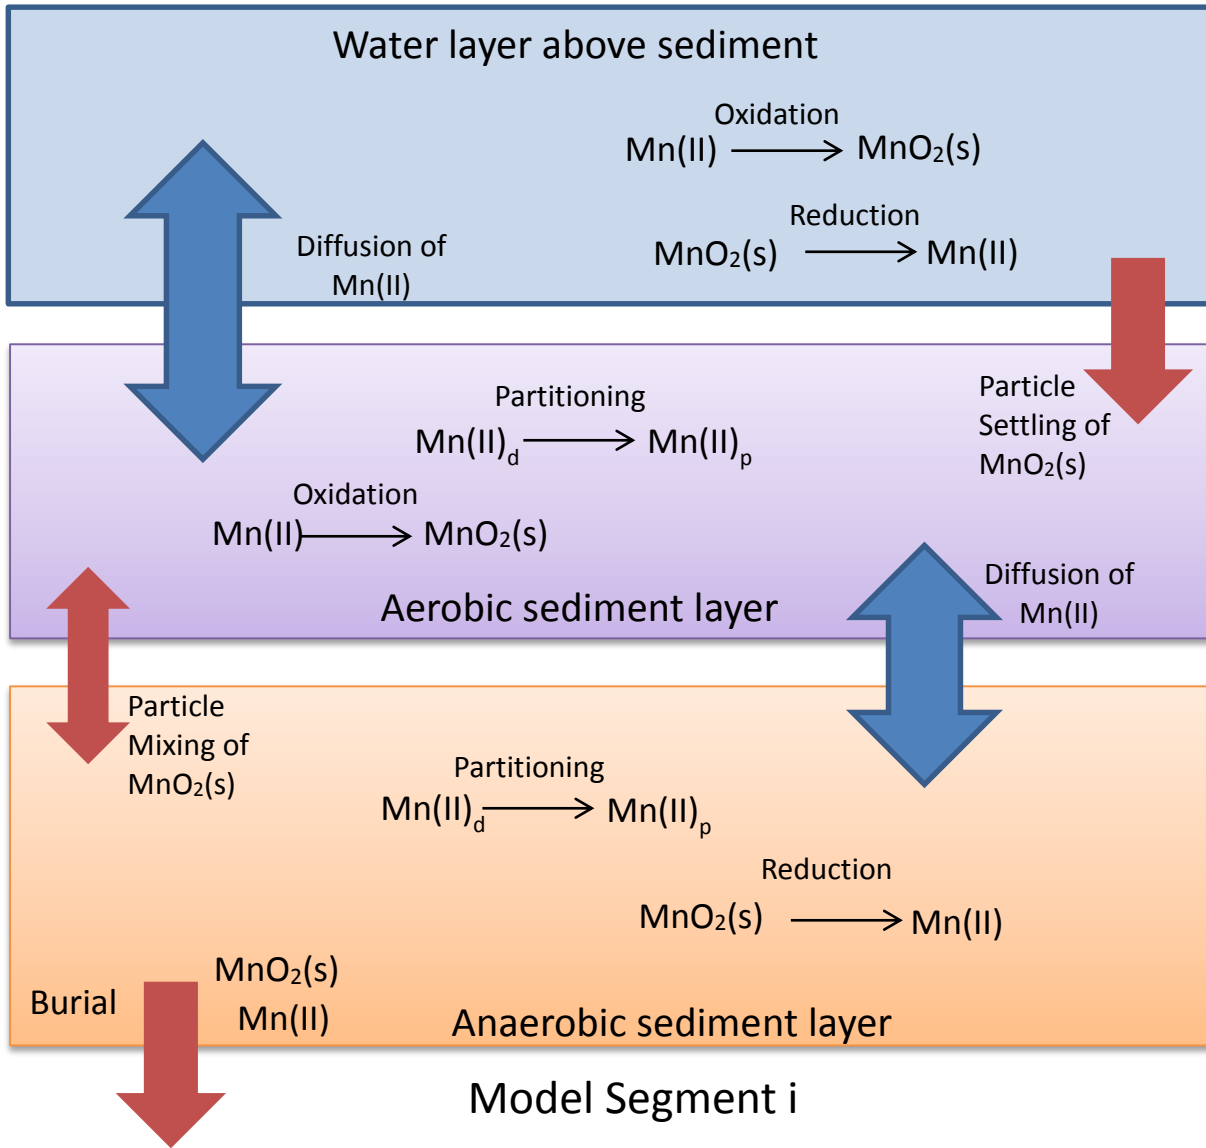 Water layer above sediment
Oxidation
Mn(II) MnO₂(s)
Reduction
MnO₂(s) Mn(II)
Diffusion of
Mn(II)
Partitioning
Mn(II)d Mn(II)p
Particle
Settling of
MnO₂(s)
Oxidation
Mn(II) MnO₂(s)
Aerobic sediment layer
Diffusion of
Mn(II)
Particle
Mixing of
MnO₂(s)
Partitioning
Mn(II)d Mn(II)p
Reduction
MnO₂(s) Mn(II)
Burial
MnO₂(s)
Mn(II)
Anaerobic sediment layer
Model Segment i